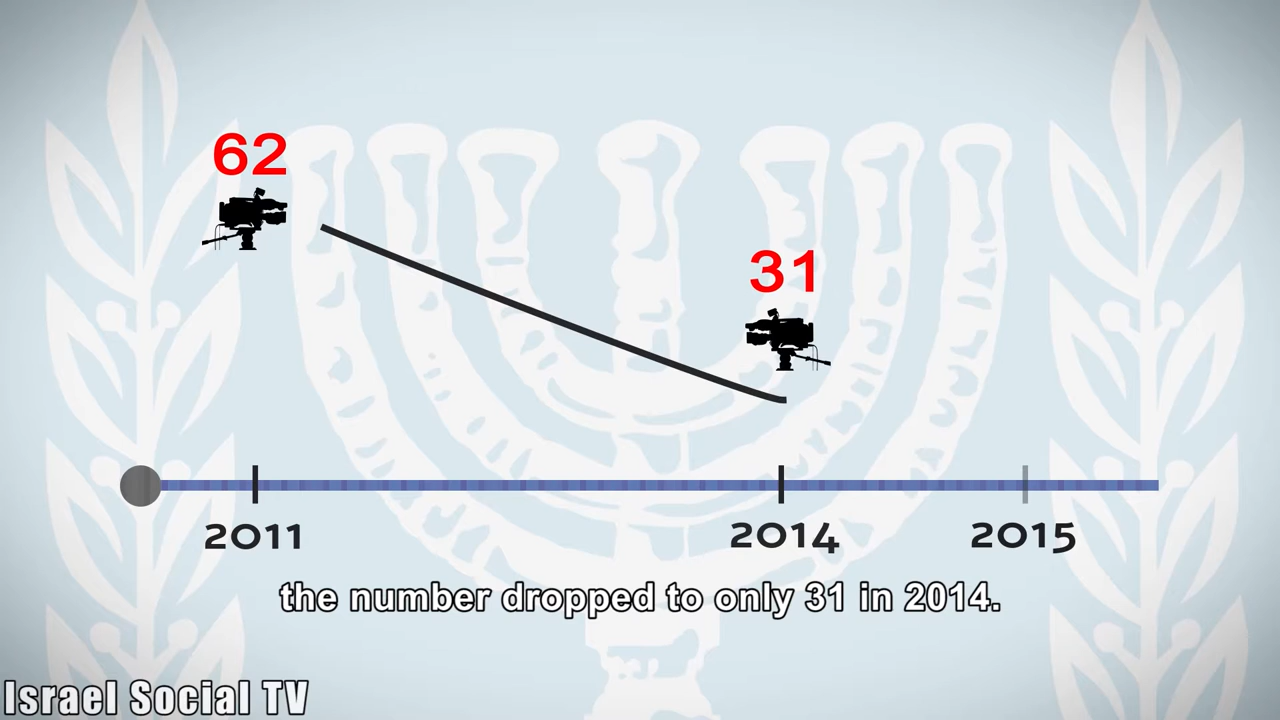 62
31
2011
2014
2015
the number dropped to only 31 in 2014.
Israel Social TV